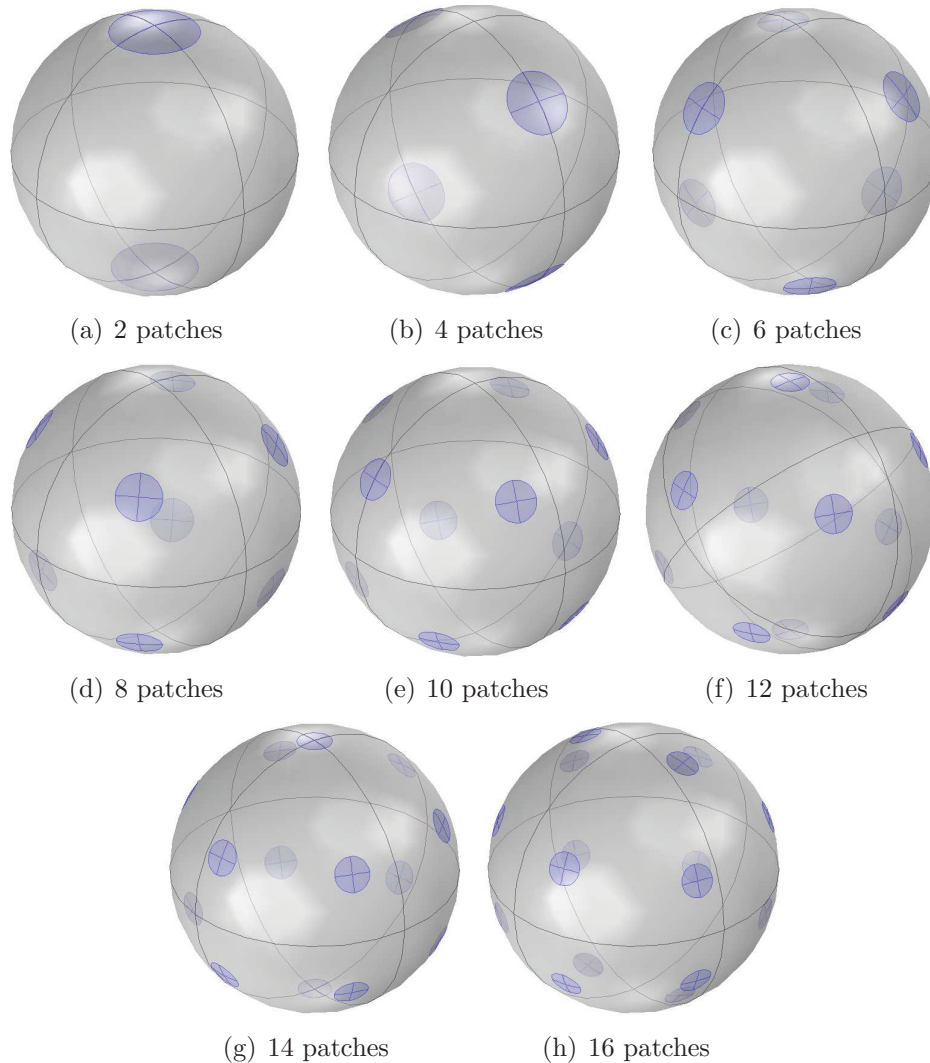 (a) 2 patches
(b) 4 patches
(c) 6 patches
(d) 8 patches
(e) 10 patches
(f) 12 patches
(g) 14 patches
(h) 16 patches